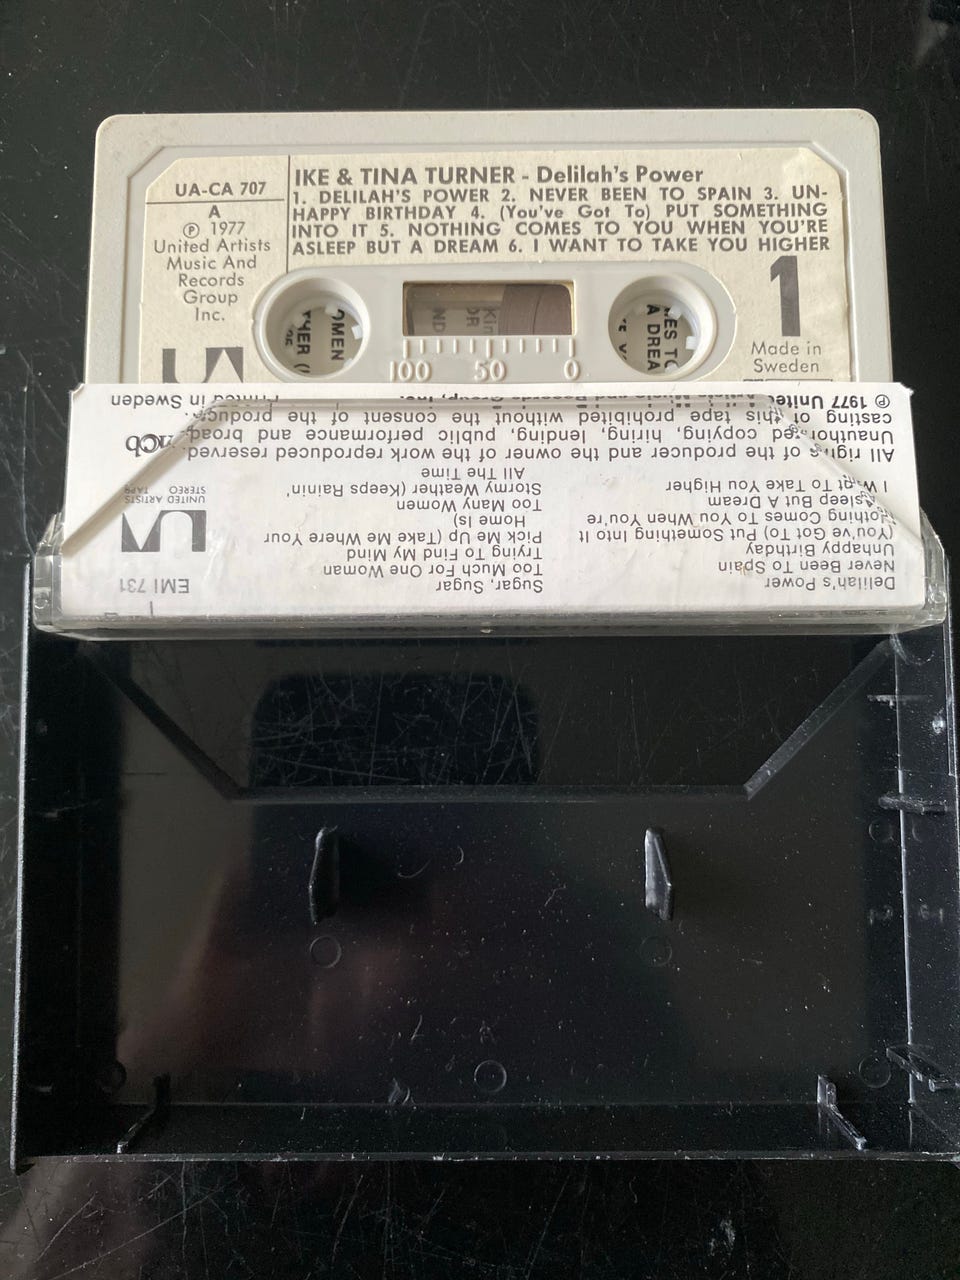 UA-CA 707
A
Ⓟ 1977
United Artists
Music And
Records
Group
Inc.
IKE & TINA TURNER - Delilah's Power
1. DELILAH'S POWER 2. NEVER BEEN TO SPAIN 3. UN-
HAPPY BIRTHDAY 4. (You've Got To) PUT SOMETHING
INTO IT 5. NOTHING COMES TO YOU WHEN YOU'RE
ASLEEP BUT A DREAM 6. I WANT TO TAKE YOU HIGHER
1
Made in
Sweden
100 50 0
EMI 731
UA
UNITED ARTISTS
STEREO TAPE
Delilah's Power
Never Been To Spain
Unhappy Birthday
(You've Got To) Put Something Into It
Nothing Comes To You When You're
Asleep But A Dream
I Want To Take You Higher
Sugar, Sugar
Too Much For One Woman
Trying To Find My Mind
Pick Me Up (Take Me Where Your
Home Is)
Too Many Women
Stormy Weather (Keeps Rainin'
All The Time
All rights of the producer and the owner of the work reproduced reserved.
Unauthorized copying, hiring, lending, public performance and broad-
casting of this tape prohibited without the consent of the producer.
ncb
Ⓟ 1977 United Artists Music and Records Group, Inc.
Printed in Sweden